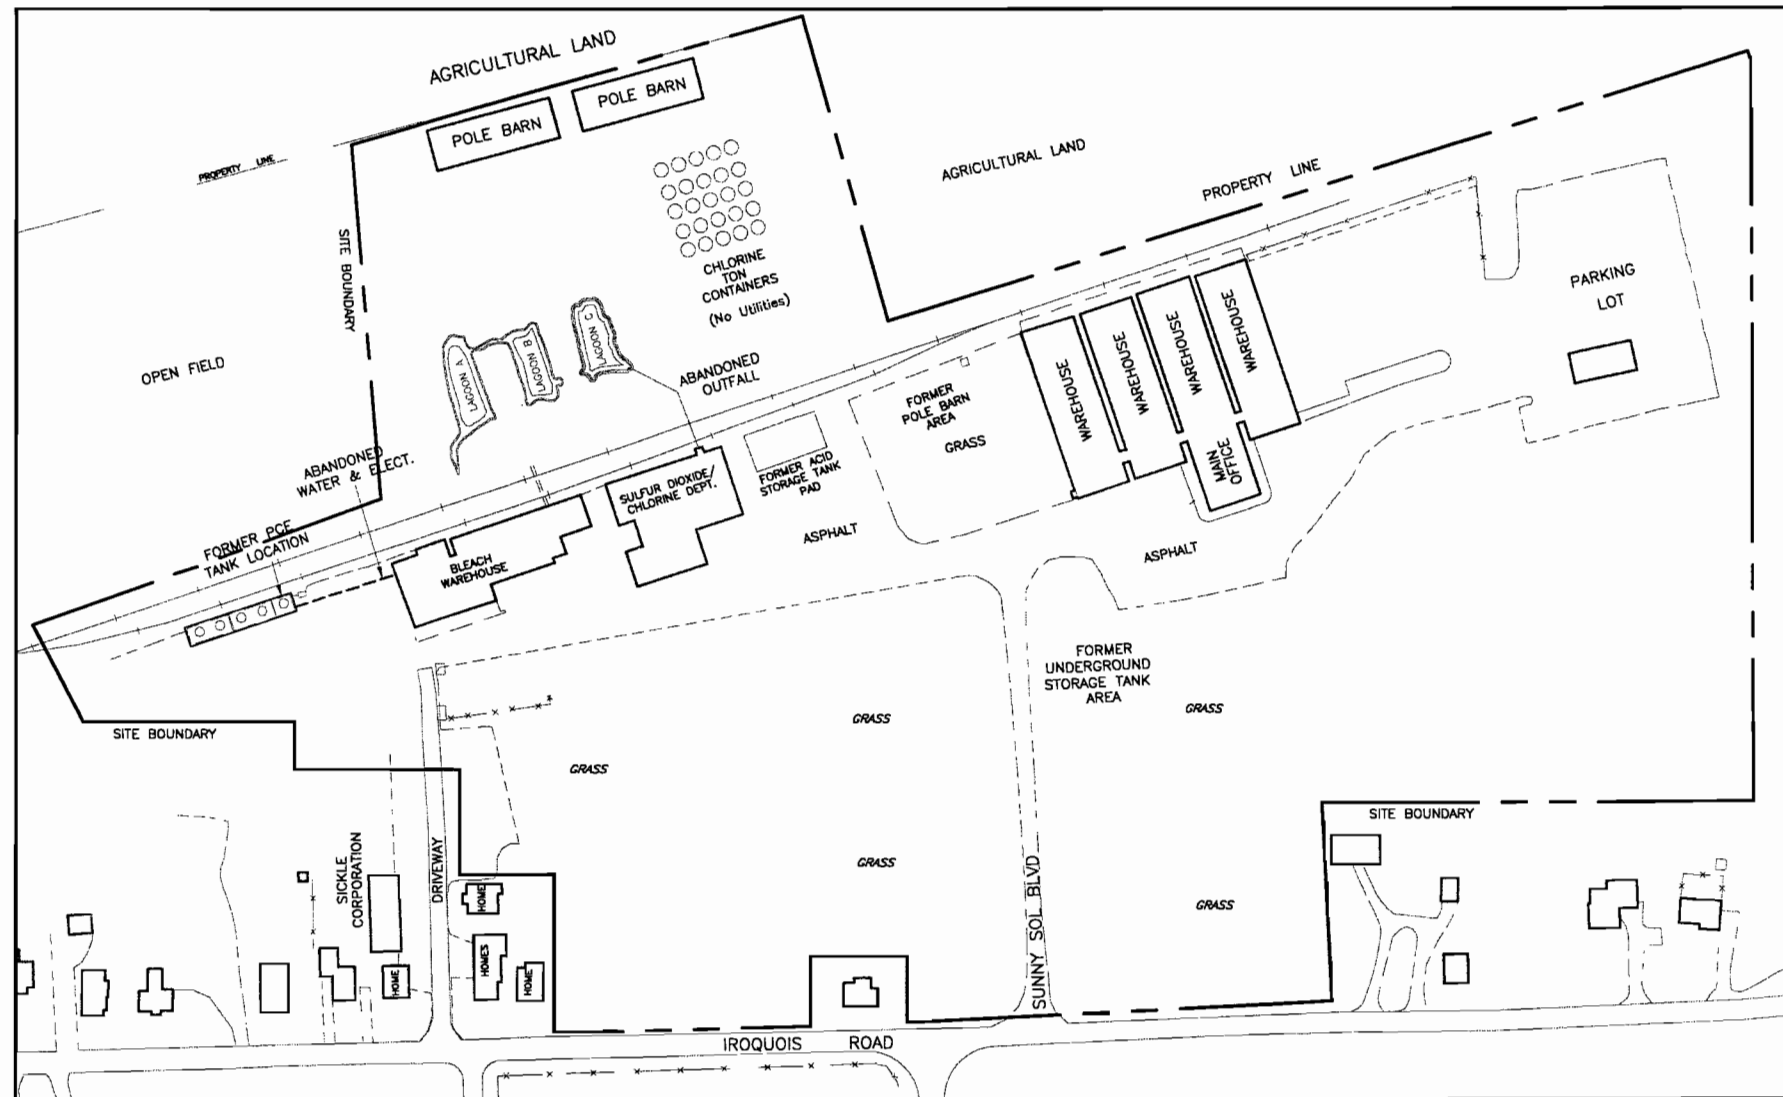 AGRICULTURAL LAND
POLE BARN
POLE BARN
PROPERTY LINE
AGRICULTURAL LAND
PROPERTY LINE
SITE BOUNDARY
CHLORINE
TON
CONTAINERS
(No Utilities)
PARKING
LOT
OPEN FIELD
LAGOON A
LAGOON B
LAGOON C
ABANDONED
OUTFALL
WAREHOUSE
WAREHOUSE
WAREHOUSE
WAREHOUSE
MAIN
OFFICE
FORMER
POLE BARN
AREA
GRASS
ABANDONED
WATER & ELECT.
SULFUR DIOXIDE/
CHLORINE DEPT.
FORMER ACID
STORAGE TANK
PAD
FORMER PCE
TANK LOCATION
BLEACH
WAREHOUSE
ASPHALT
ASPHALT
FORMER
UNDERGROUND
STORAGE TANK
AREA
GRASS
GRASS
SITE BOUNDARY
GRASS
SITE BOUNDARY
SICKLE
CORPORATION
DRIVEWAY
GRASS
SUNNY SOL BLVD
GRASS
HOME
HOMES
HOME
HOME
IROQUOIS ROAD